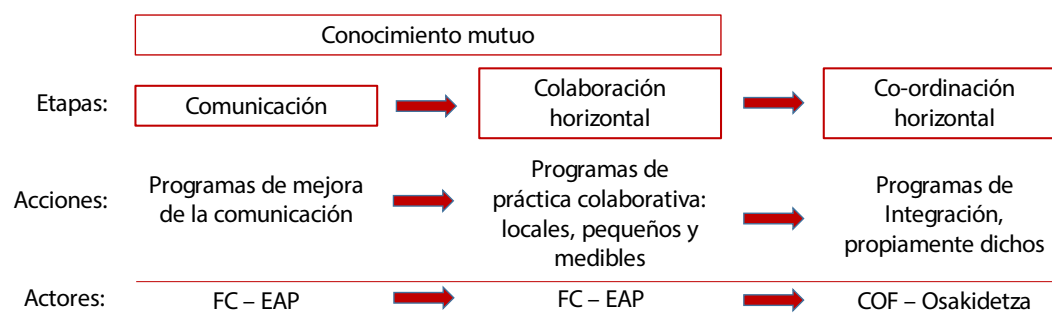 Conocimiento mutuo
Etapas:
Comunicación
Colaboración
horizontal
Co-ordinación
horizontal
Acciones:
Programas de mejora
de la comunicación
Programas de
práctica colaborativa:
locales, pequeños y
medibles
Programas de
Integración,
propiamente dichos
Actores:
FC – EAP
FC – EAP
COF – Osakidetza